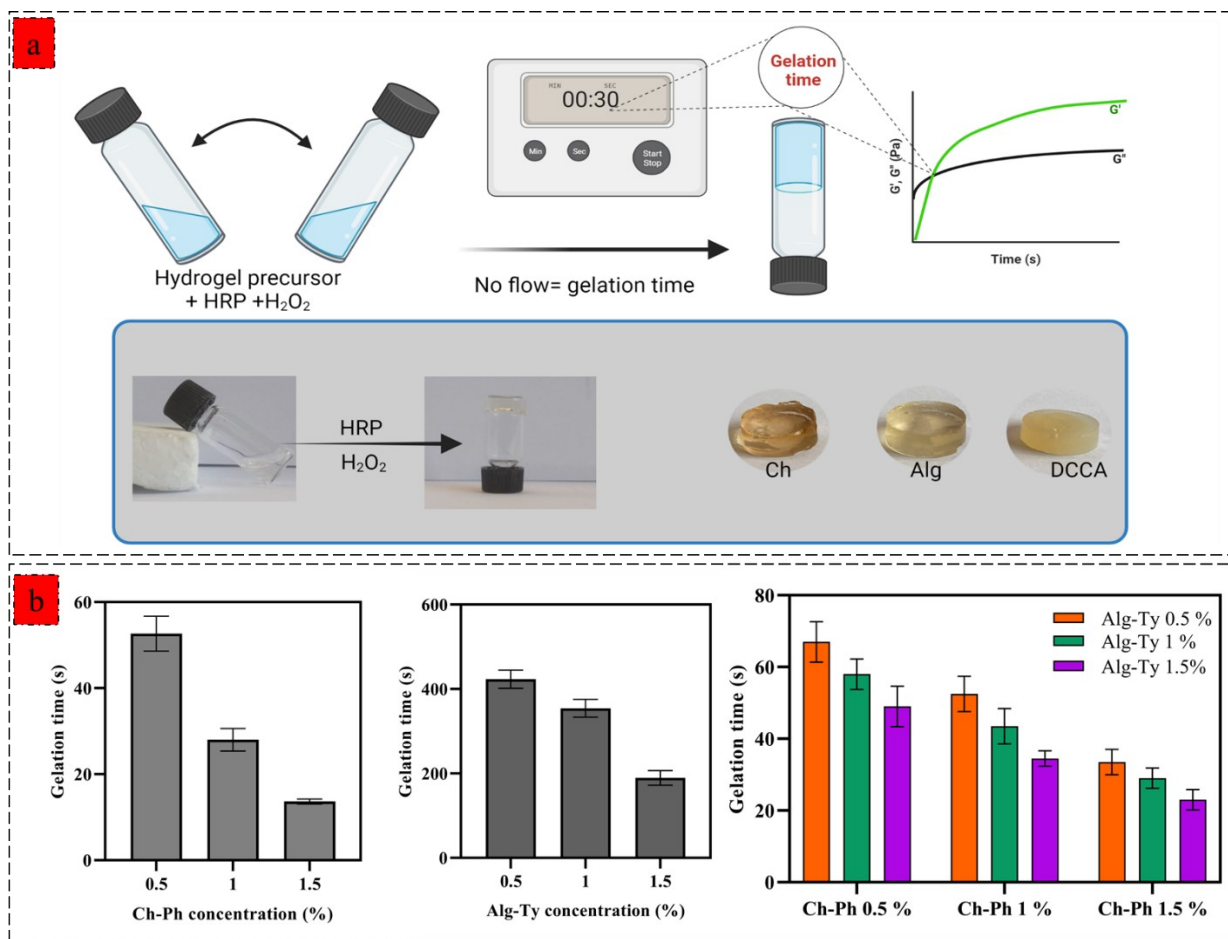 a
MIN SEC
00:30
Min
Sec
Start
Stop
Gelation
time
G', G'' (Pa)
G'
G''
Time (s)
Hydrogel precursor
+ HRP +H₂O₂
No flow= gelation time
HRP
H₂O₂
Ch
Alg
DCCA
b
Gelation time (s)
60
40
20
0
0.5 1 1.5
Ch-Ph concentration (%)
Gelation time (s)
600
400
200
0
0.5 1 1.5
Alg-Ty concentration (%)
Gelation time (s)
80
60
40
20
0
Alg-Ty 0.5 %
Alg-Ty 1 %
Alg-Ty 1.5%
Ch-Ph 0.5 % Ch-Ph 1 % Ch-Ph 1.5 %